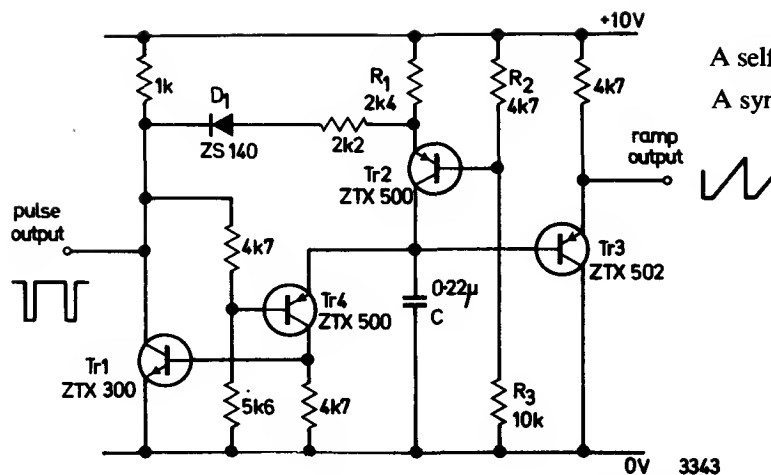 +10V
1k
R1
2k4
R2
4k7
4k7
A self
A syn
D1
ZS 140
2k2
ramp
output
Tr2
ZTX 500
pulse
output
4k7
Tr3
ZTX 502
Tr4
ZTX 500
0·22µ
C
Tr1
ZTX 300
5k6
4k7
R3
10k
0V
3343